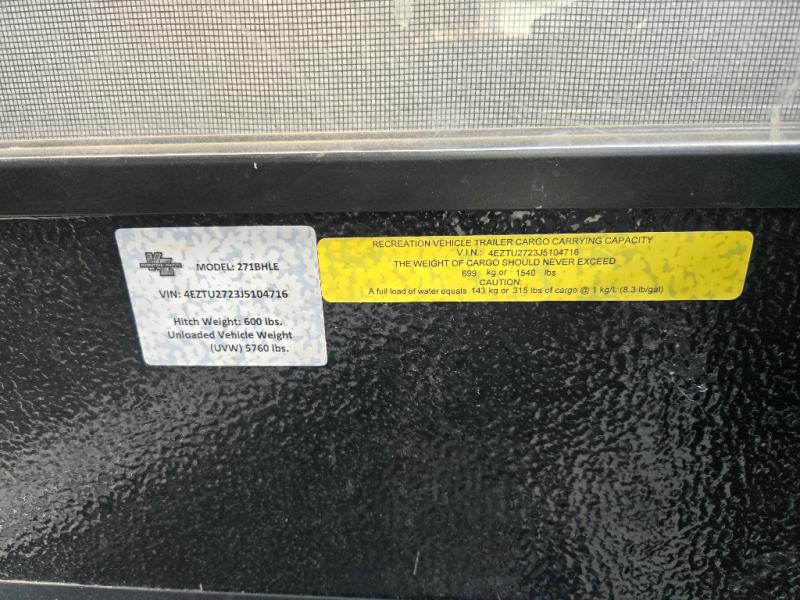 MODEL: 271BHLE
VIN: 4EZTU2723J5104716
Hitch Weight: 600 lbs.
Unloaded Vehicle Weight
(UVW) 5760 lbs.
RECREATION VEHICLE TRAILER CARGO CARRYING CAPACITY
V.I.N.: 4EZTU2723J5104716
THE WEIGHT OF CARGO SHOULD NEVER EXCEED
699 kg or 1540 lbs
CAUTION:
A full load of water equals 143 kg or 315 lbs of cargo @ 1 kg/L (8.3 lb/gal)